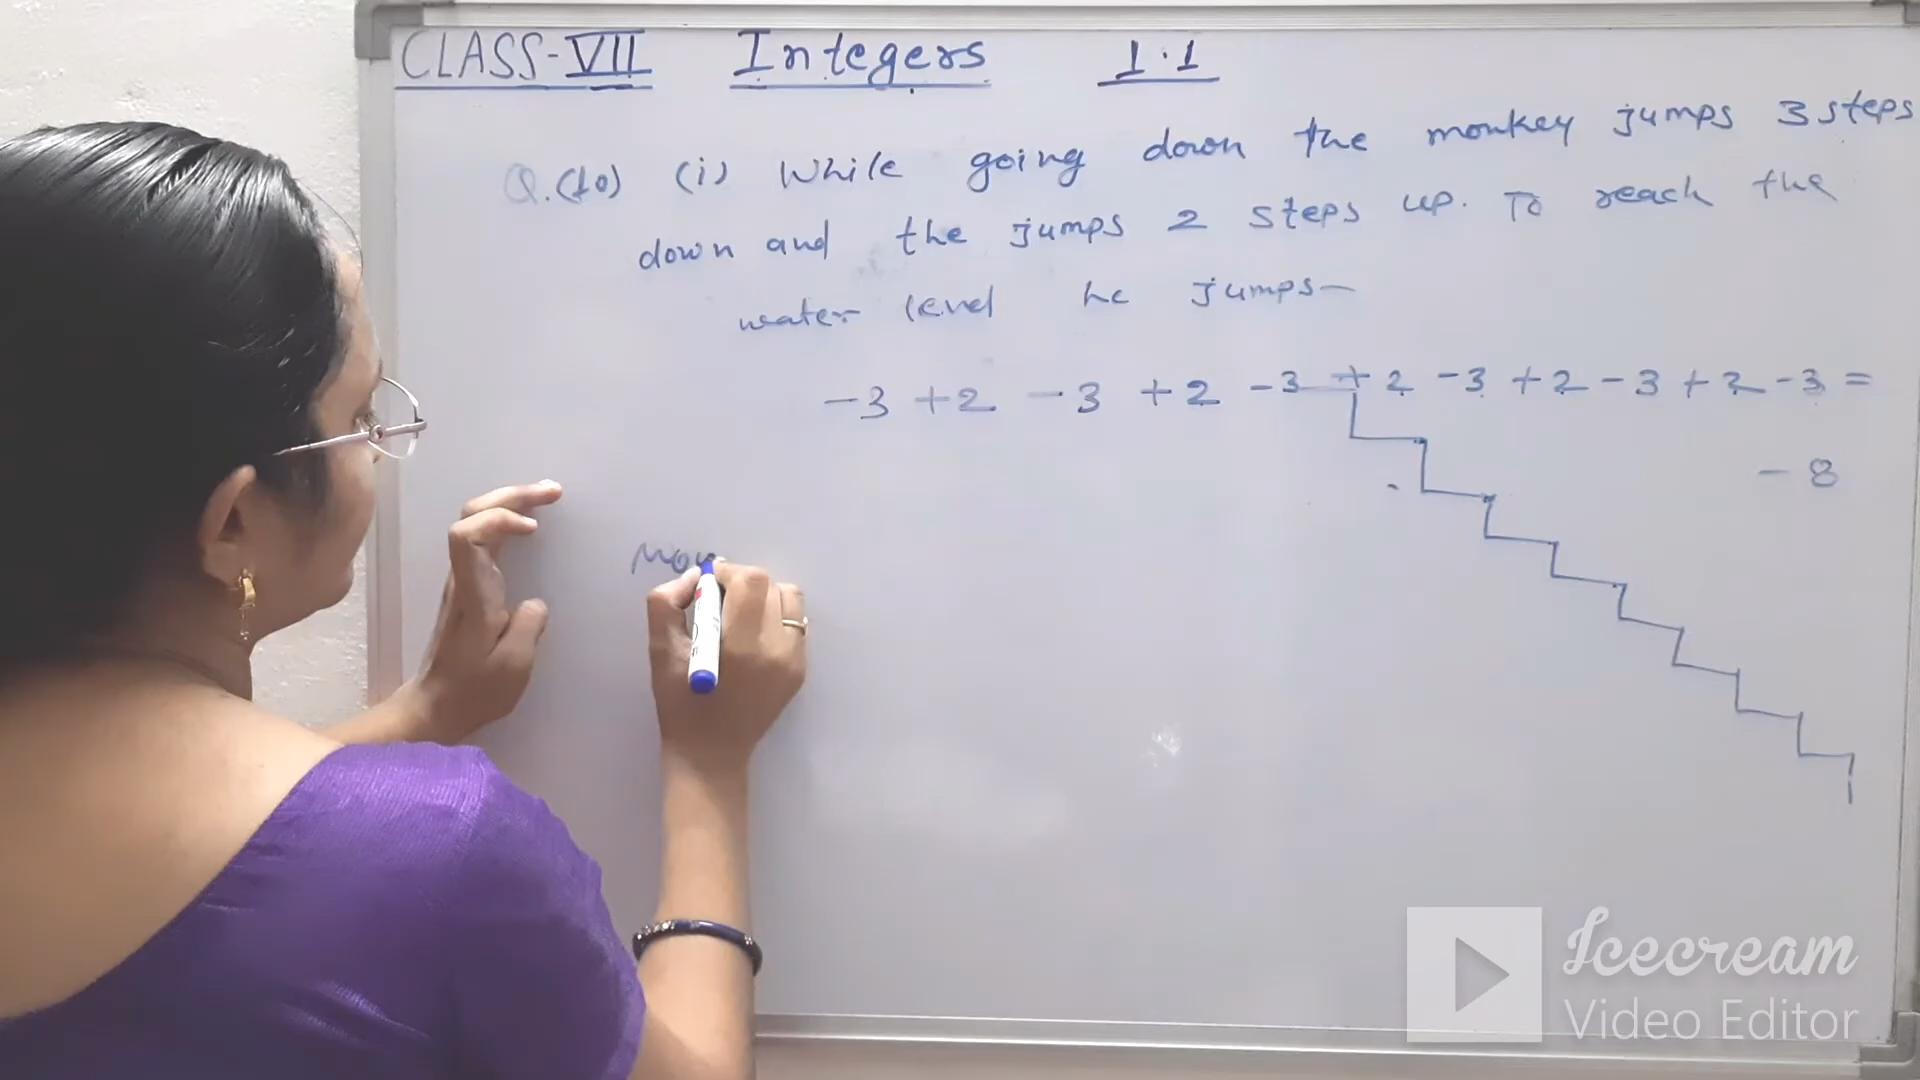 CLASS-VII Integers 1.1
Q.(10) (i) While going down the monkey jumps 3 steps
down and the jumps 2 steps up. To reach the
water level he jumps-
-3 +2 -3 +2 -3 +2 -3 +2 -3 +2 -3 =
-8
Icecream
Video Editor